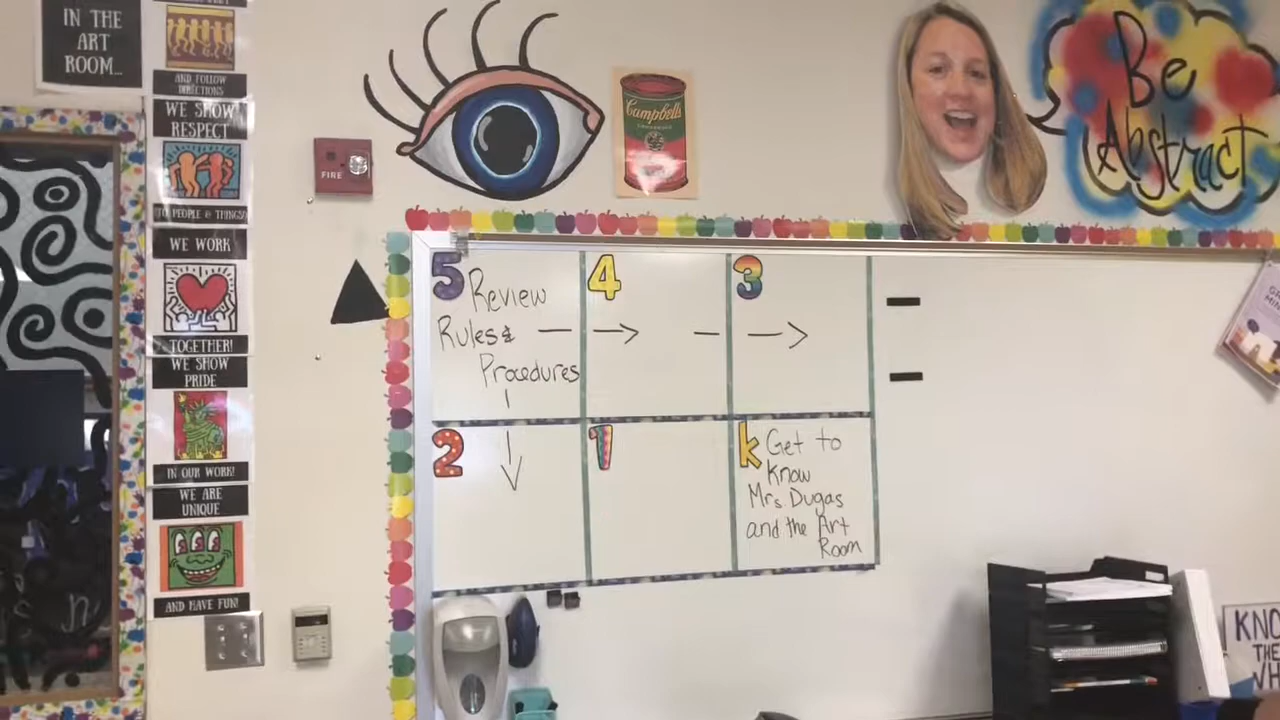 IN THE
ART
ROOM...
AND FOLLOW
DIRECTIONS
WE SHOW
RESPECT
TO PEOPLE & THINGS!
WE WORK
TOGETHER!
WE SHOW
PRIDE
IN OUR WORK!
WE ARE
UNIQUE
AND HAVE FUN!
FIRE
Campbell's
CONDENSED
Be
Abstract
5 Review
Rules &
Procedures
4
3
2
1
k Get to
Know
Mrs Dugas
and the Art
Room
KNO
THE
WH